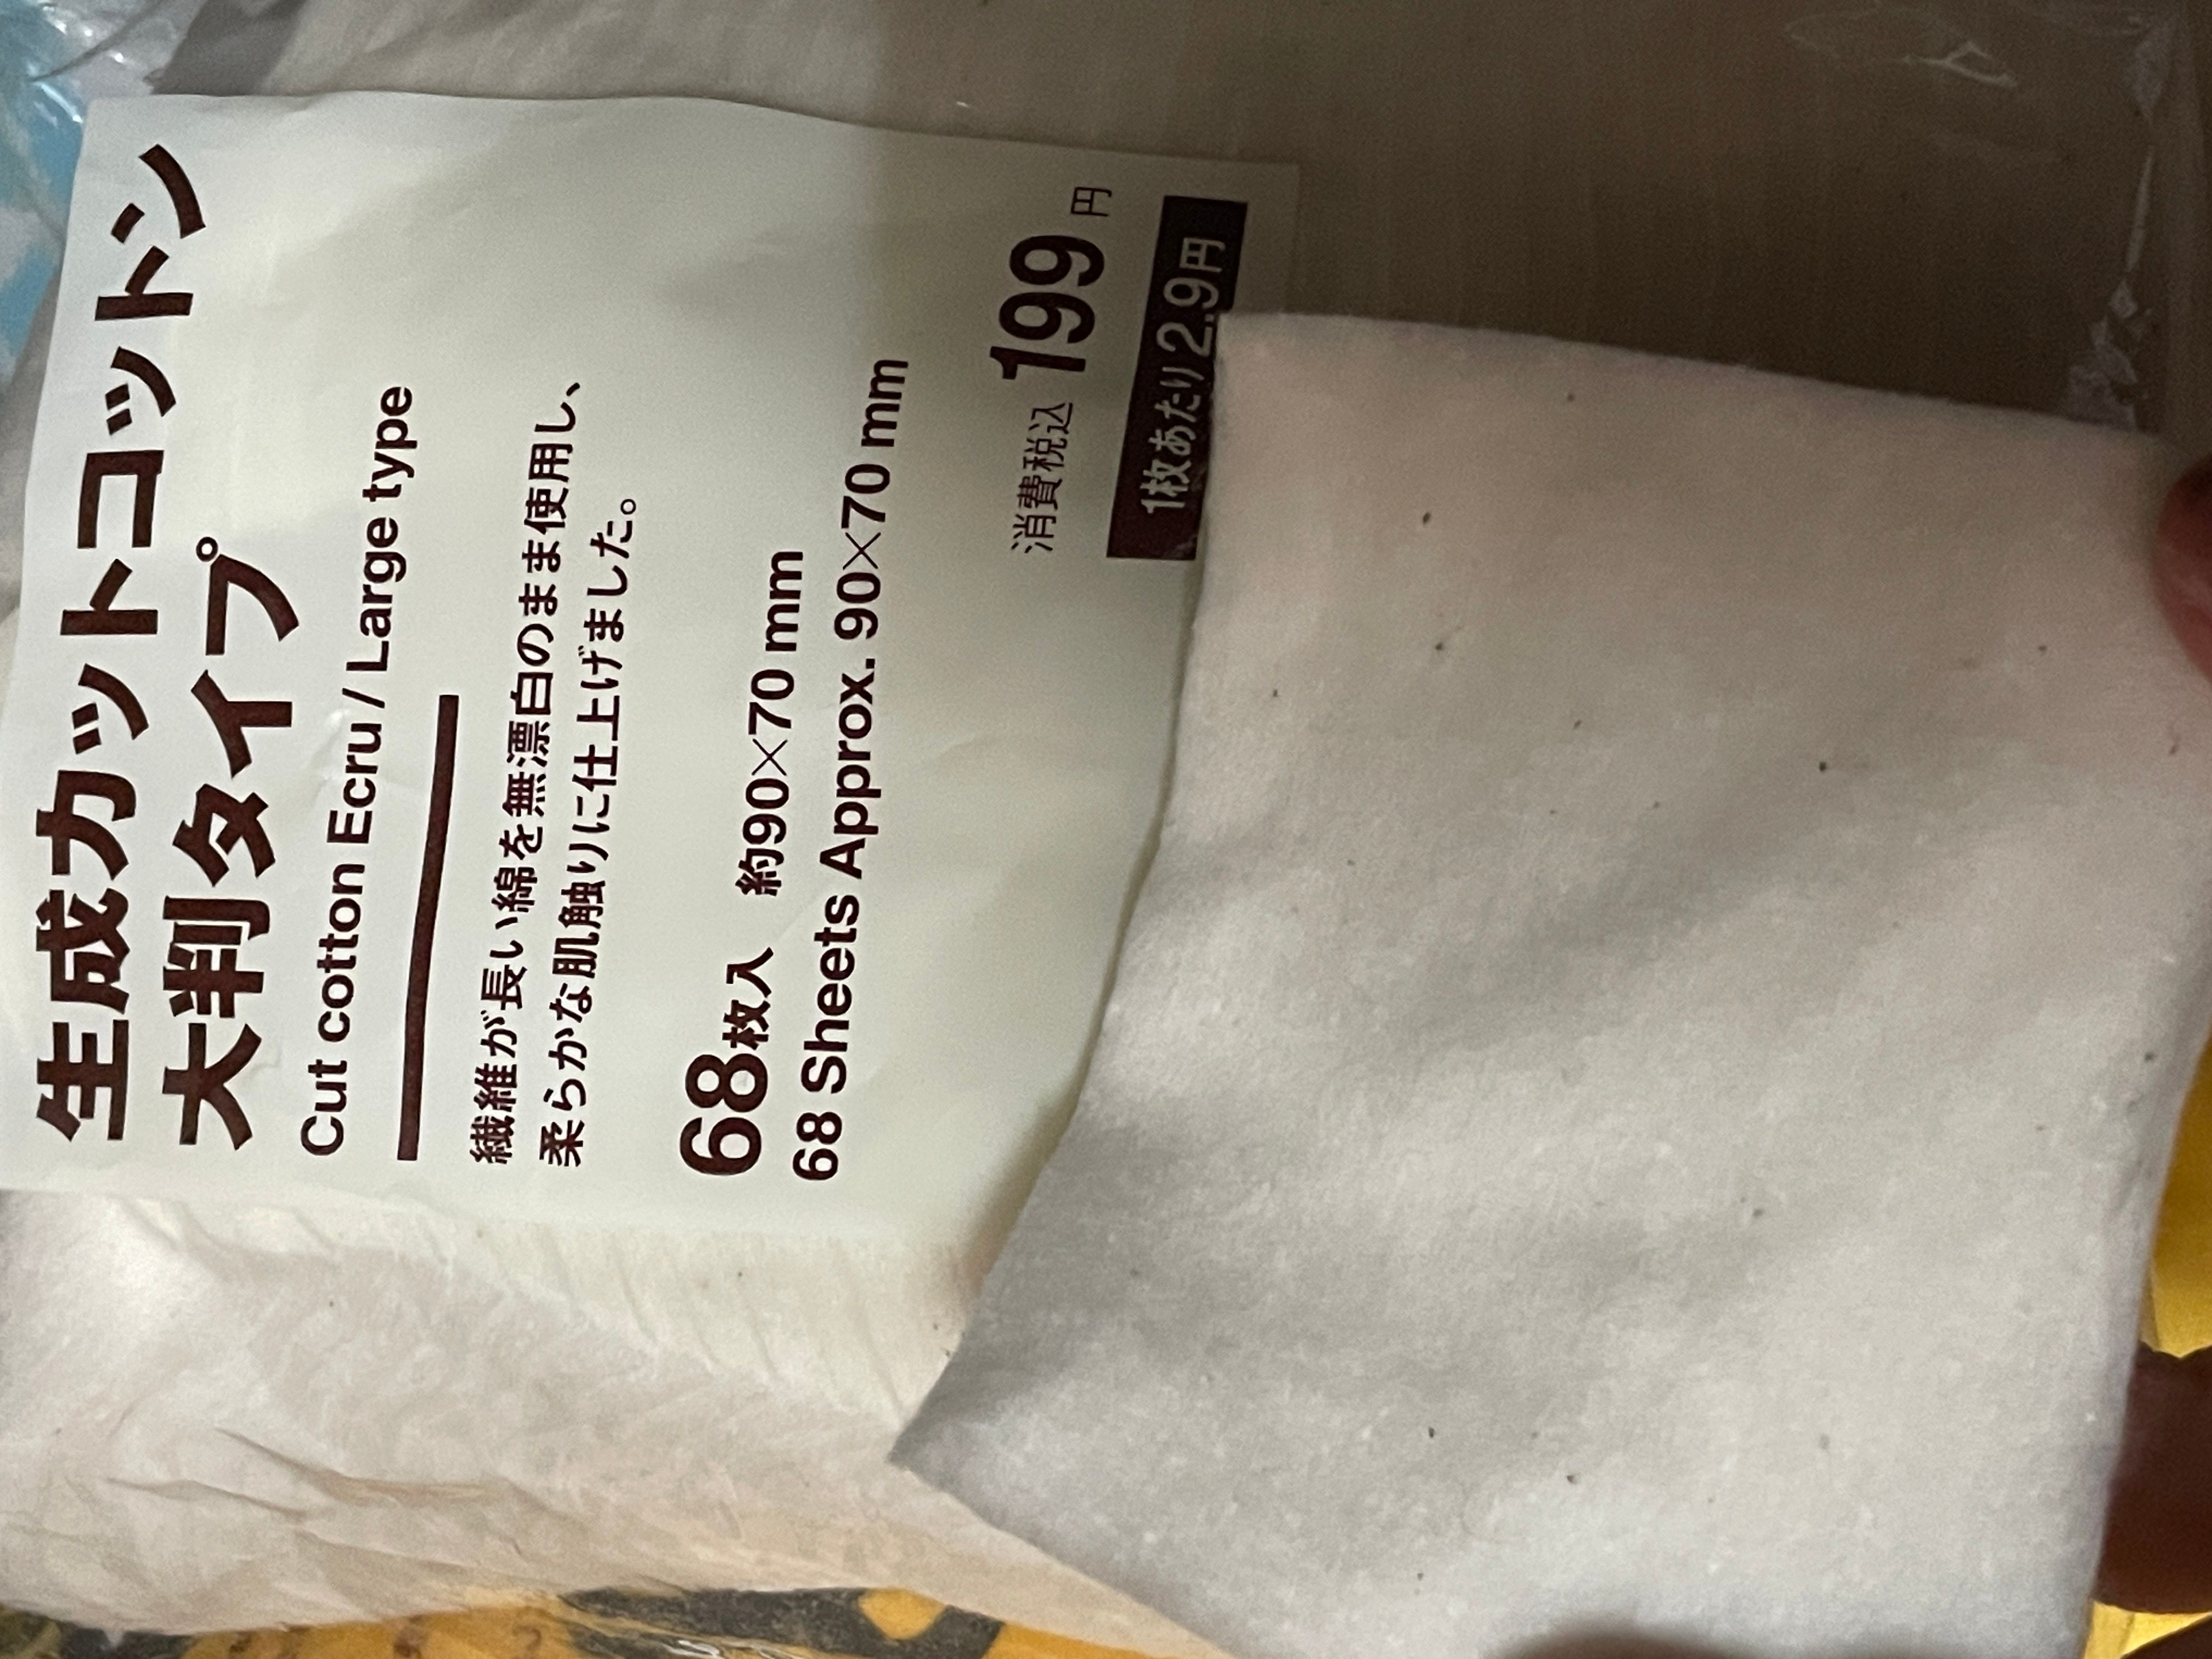 生成カットコットン
大判タイプ
Cut cotton Ecru / Large type
繊維が長い綿を無漂白のまま使用し、
柔らかな肌触りに仕上げました。
68枚入 約90×70 mm
68 Sheets Approx. 90×70 mm
消費税込 199 円
1枚あたり2.9円